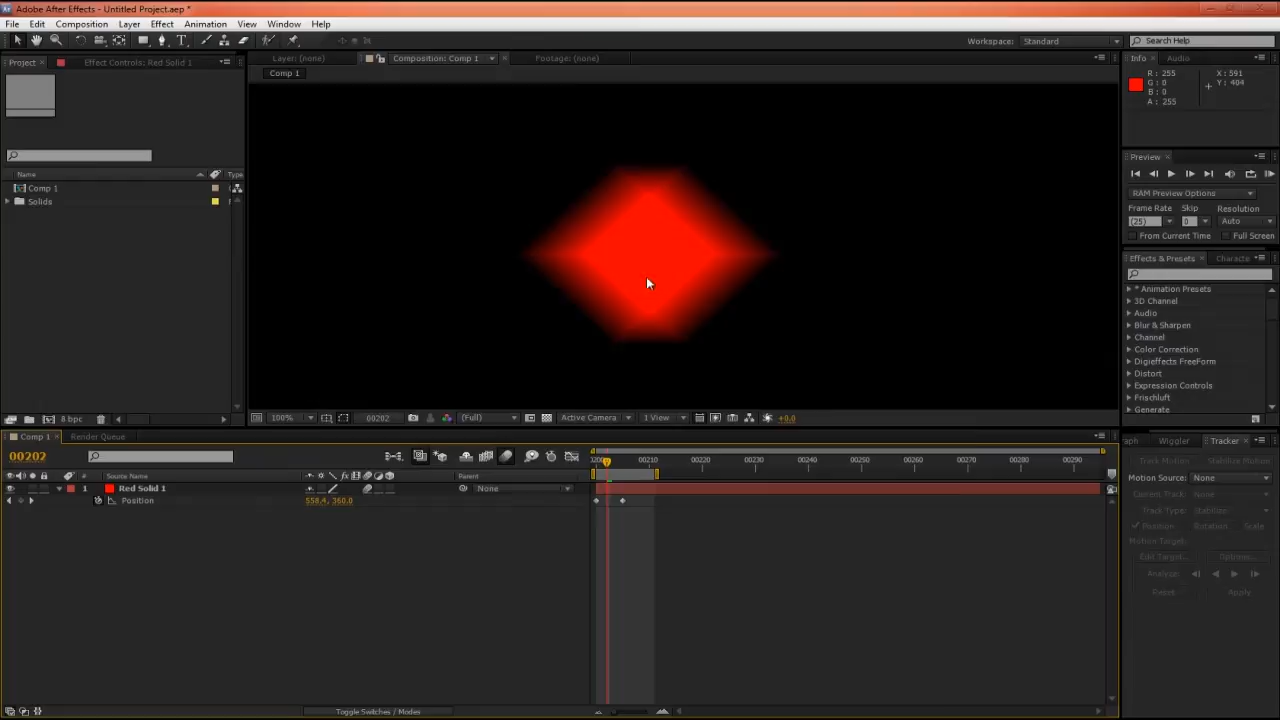 Adobe After Effects - Untitled Project.aep *
File Edit Composition Layer Effect Animation View Window Help
Workspace: Standard Search Help
Project Effect Controls: Red Solid 1
Layer: (none) Composition: Comp 1 Footage: (none)
Info Audio
Comp 1
R: 255 X: 591
G: 0 Y: 404
B: 0
A: 255
Preview
RAM Preview Options
Frame Rate Skip Resolution
(25) 0 Auto
From Current Time Full Screen
Name Type
Comp 1
Solids
Effects & Presets Characte
* Animation Presets
3D Channel
Audio
Blur & Sharpen
Channel
Color Correction
Digieffects FreeForm
Distort
Expression Controls
Frischluft
Generate
8 bpc
100% 00202 (Full) Active Camera 1 View +0.0
Comp 1 Render Queue
raph Wiggler Tracker
00202
0200 00210 00220 00230 00240 00250 00260 00270 00280 00290
Track Motion Stabilize Motion
Motion Source: None
Current Track: None
Track Type: Stabilize
Position Rotation Scale
Motion Target:
Edit Target... Options...
Analyze:
Reset Apply
# Source Name Parent
1 Red Solid 1 None
Position 558.4, 360.0
Toggle Switches / Modes